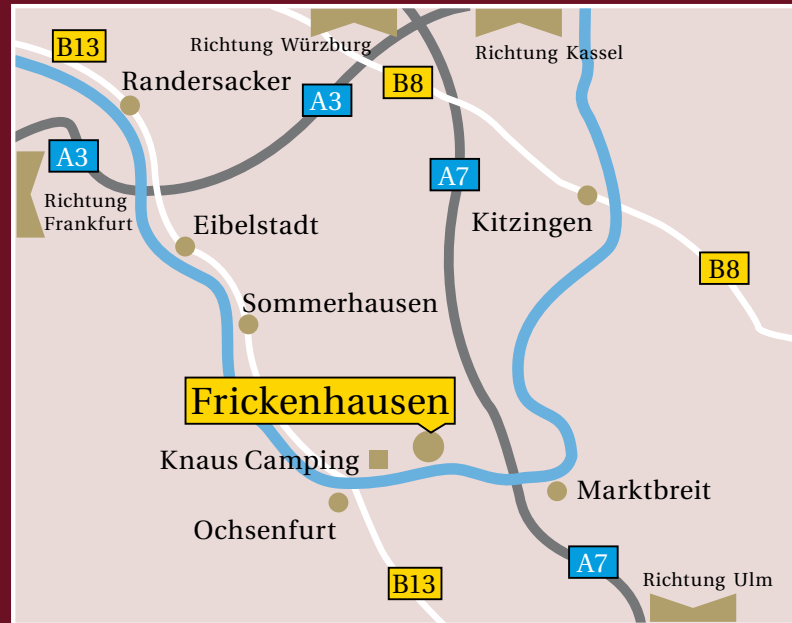 B13
Richtung Würzburg
Richtung Kassel
Randersacker
A3
B8
A3
A7
Richtung
Frankfurt
Kitzingen
Eibelstadt
B8
Sommerhausen
Frickenhausen
Knaus Camping
Marktbreit
Ochsenfurt
A7
B13
Richtung Ulm